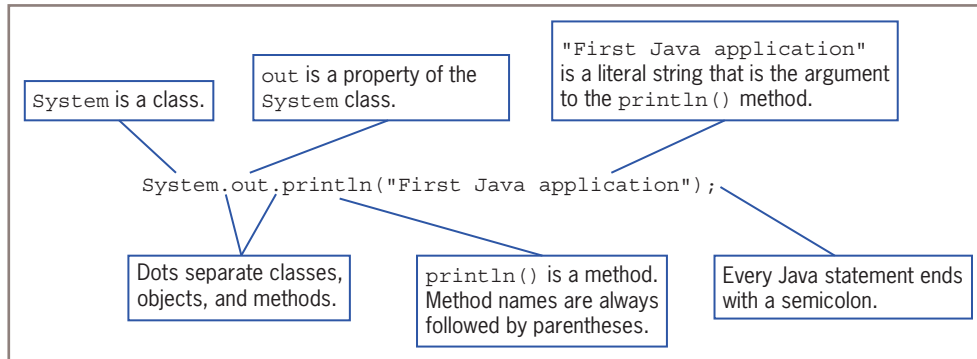 "First Java application"
is a literal string that is the argument
to the println() method.
out is a property of the
System class.
System is a class.
System.out.println("First Java application");
Dots separate classes,
objects, and methods.
println() is a method.
Method names are always
followed by parentheses.
Every Java statement ends
with a semicolon.